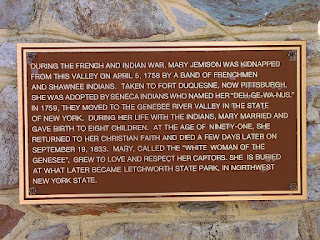 DURING THE FRENCH AND INDIAN WAR, MARY JEMISON WAS KIDNAPPED
FROM THIS VALLEY ON APRIL 5, 1758 BY A BAND OF FRENCHMEN
AND SHAWNEE INDIANS. TAKEN TO FORT DUQUESNE, NOW PITTSBURGH,
SHE WAS ADOPTED BY SENECA INDIANS WHO NAMED HER "DEH-GE-WA-NUS."
IN 1759, THEY MOVED TO THE GENESEE RIVER VALLEY IN THE STATE
OF NEW YORK. DURING HER LIFE WITH THE INDIANS, MARY MARRIED AND
GAVE BIRTH TO EIGHT CHILDREN. AT THE AGE OF NINETY-ONE, SHE
RETURNED TO HER CHRISTIAN FAITH AND DIED A FEW DAYS LATER ON
SEPTEMBER 19, 1833. MARY, CALLED THE "WHITE WOMAN OF THE
GENESEE", GREW TO LOVE AND RESPECT HER CAPTORS. SHE IS BURIED
AT WHAT LATER BECAME LETCHWORTH STATE PARK, IN NORTHWEST
NEW YORK STATE.